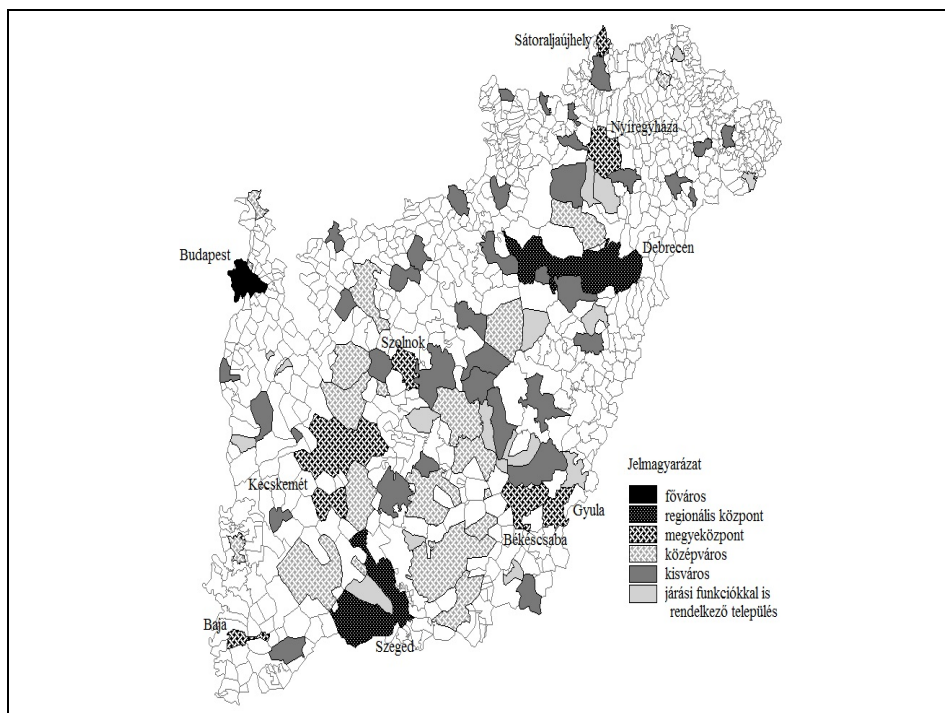 Sátoraljaújhely
Nyíregyháza
Budapest
Debrecen
Szolnok
Kecskemét
Gyula
Békéscsaba
Baja
Szeged
Jelmagyarázat
főváros
regionális központ
megyeközpont
középváros
kisváros
járási funkciókkal is
rendelkező település